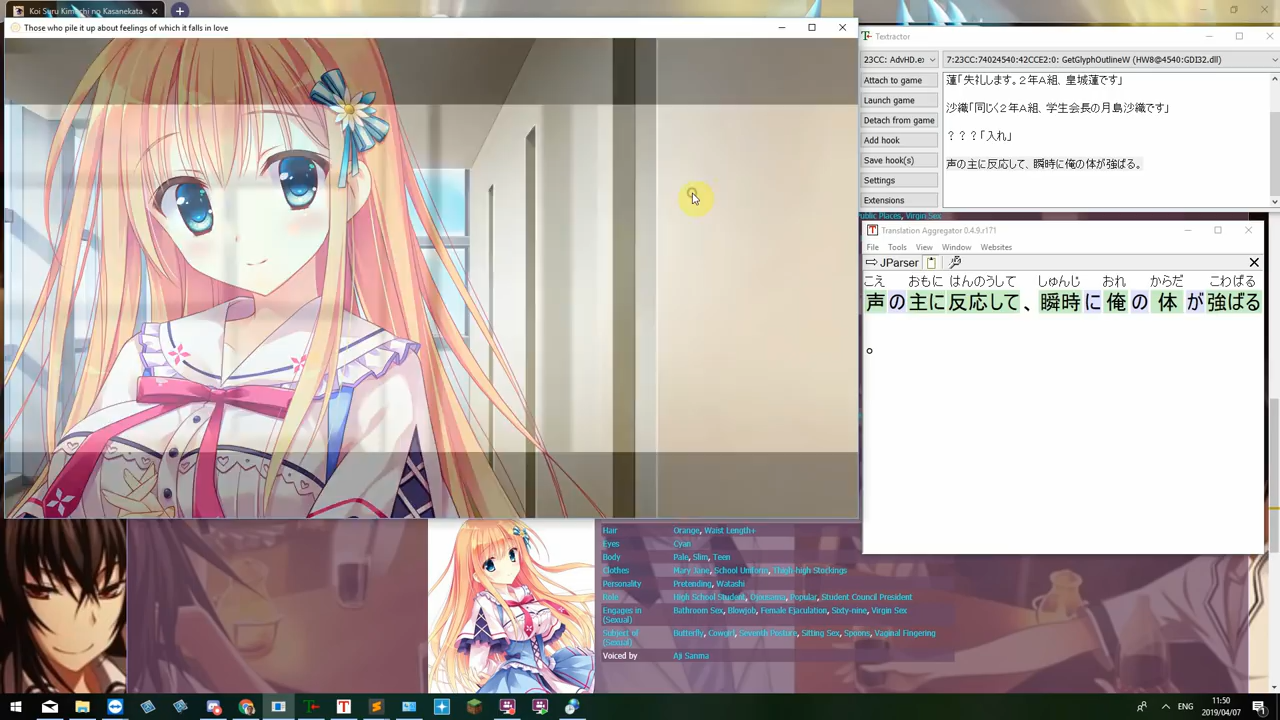 Koi Suru Kimochi no Kasanekata
Those who pile it up about feelings of which it falls in love
Textractor
23CC: AdvHD.e
7:23CC:74024540:42CCE2:0: GetGlyphOutlineW (HW8@4540:GDI32.dll)
Attach to game
Launch game
Detach from game
Add hook
Save hook(s)
Settings
Extensions
蓮「失礼します。２年Ａ組、皇城蓮です」
沙織「同じく２年Ａ組、学生会長の月島沙織です」
？？？「入れ」
声の主に反応して、瞬時に俺の体が強ばる。
Public Places, Virgin Sex
Translation Aggregator 0.4.9.r171
File Tools View Window Websites
JParser
こえ おもに はんのうして しゅんじ おれ からだ こわばる
声の主に反応して、瞬時に俺の体が強ばる
。
Hair Orange, Waist Length+
Eyes Cyan
Body Pale, Slim, Teen
Clothes Mary Jane, School Uniform, Thigh-high Stockings
Personality Pretending, Watashi
Role High School Student, Ojousama, Popular, Student Council President
Engages in (Sexual) Bathroom Sex, Blowjob, Female Ejaculation, Sixty-nine, Virgin Sex
Subject of (Sexual) Butterfly, Cowgirl, Seventh Posture, Sitting Sex, Spoons, Vaginal Fingering
Voiced by Aji Sanma
ENG
11:50
2019/04/07